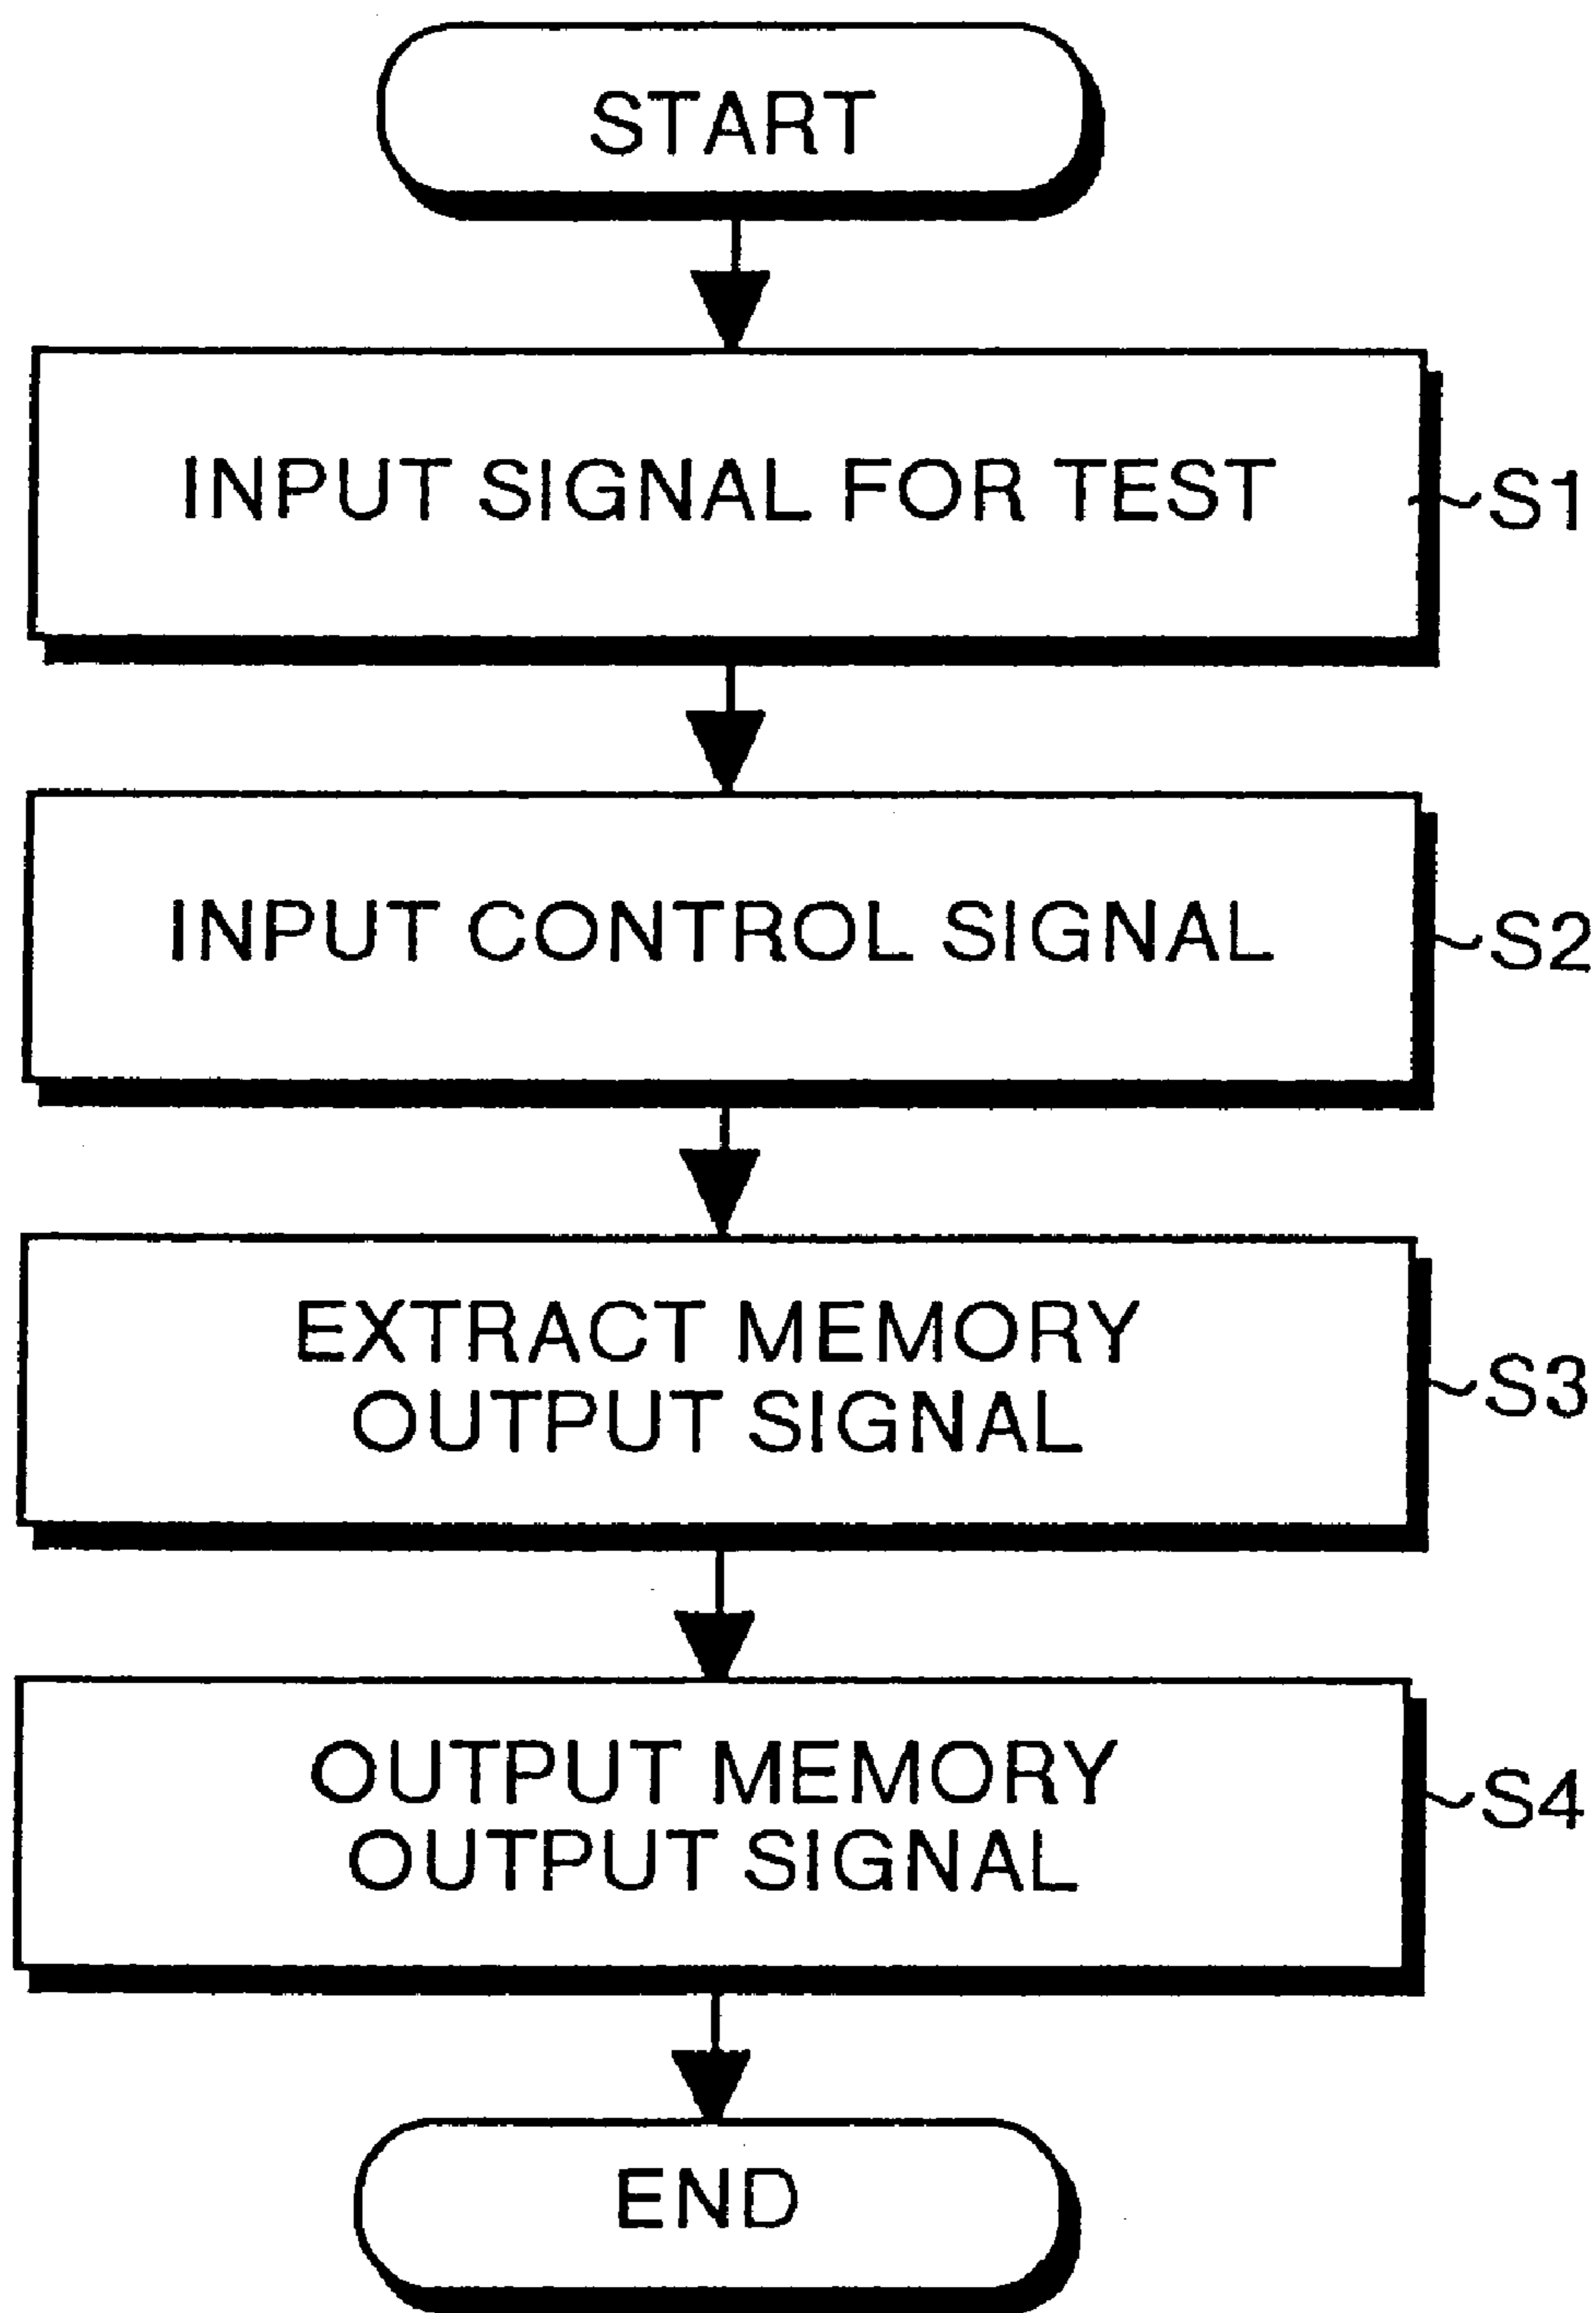 START
INPUT SIGNAL FOR TEST
S1
INPUT CONTROL SIGNAL
S2
EXTRACT MEMORY
OUTPUT SIGNAL
S3
OUTPUT MEMORY
OUTPUT SIGNAL
S4
END